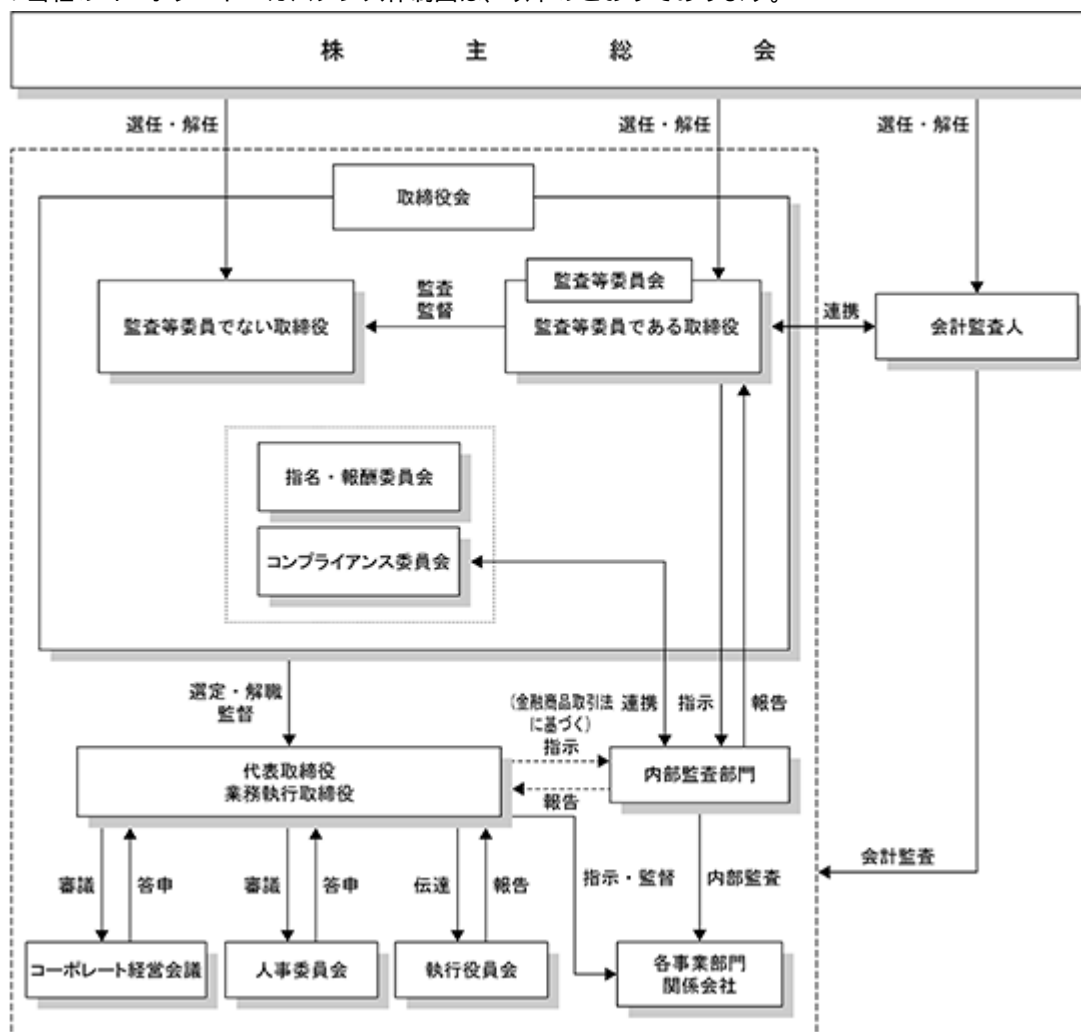 株主総会
選任・解任
選任・解任
選任・解任
取締役会
監査等委員会
監査等委員でない取締役
監査
監督
監査等委員である取締役
連携
会計監査人
指名・報酬委員会
コンプライアンス委員会
選定・解職
監督
(金融商品取引法
に基づく)
指示
連携
指示
報告
代表取締役
業務執行取締役
報告
内部監査部門
会計監査
審議
答申
審議
答申
伝達
報告
指示・監督
内部監査
コーポレート経営会議
人事委員会
執行役員会
各事業部門
関係会社